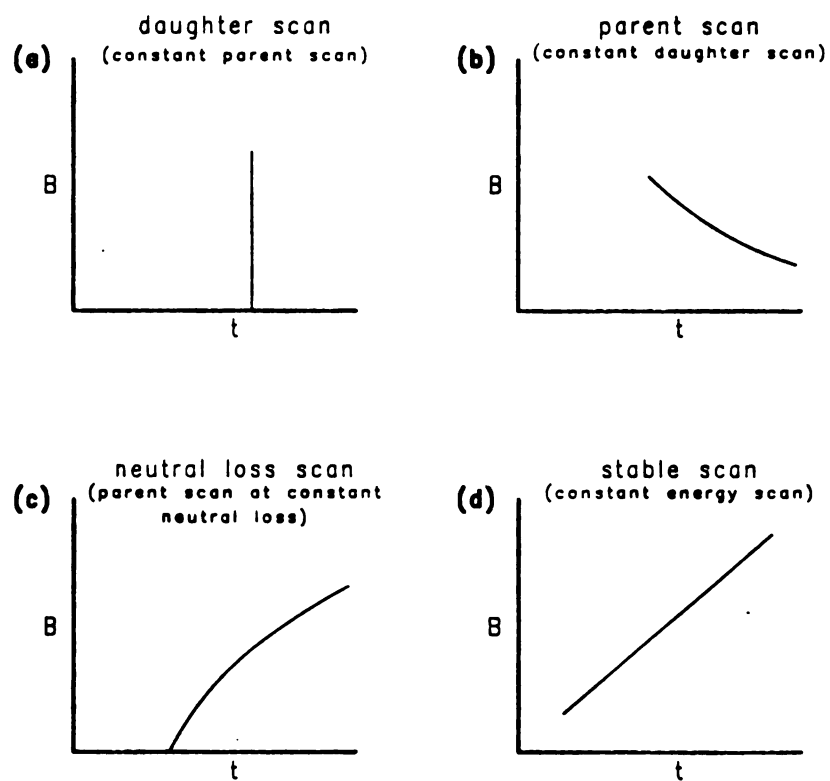 daughter scan
(a) (constant parent scan)
B
t
parent scan
(b) (constant daughter scan)
B
t
neutral loss scan
(c) (parent scan at constant
neutral loss)
B
t
stable scan
(d) (constant energy scan)
B
t